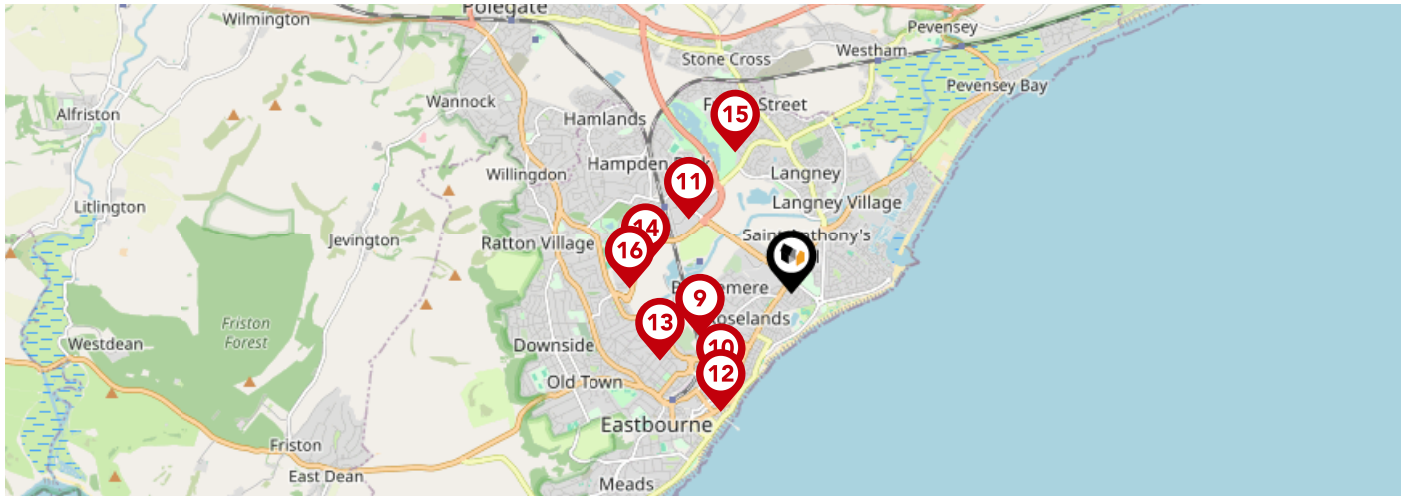 Polegate
Wilmington
Pevensey
Westham
Stone Cross
Pevensey Bay
Wannock
Street
15
Alfriston
Hamlands
Hampden
Willingdon
Langney
11
Litlington
Langney Village
14
Jevington
Ratton Village
16
9
Friston
Forest
13
Westdean
Downside
10
12
Old Town
Eastbourne
Friston
East Dean
Meads